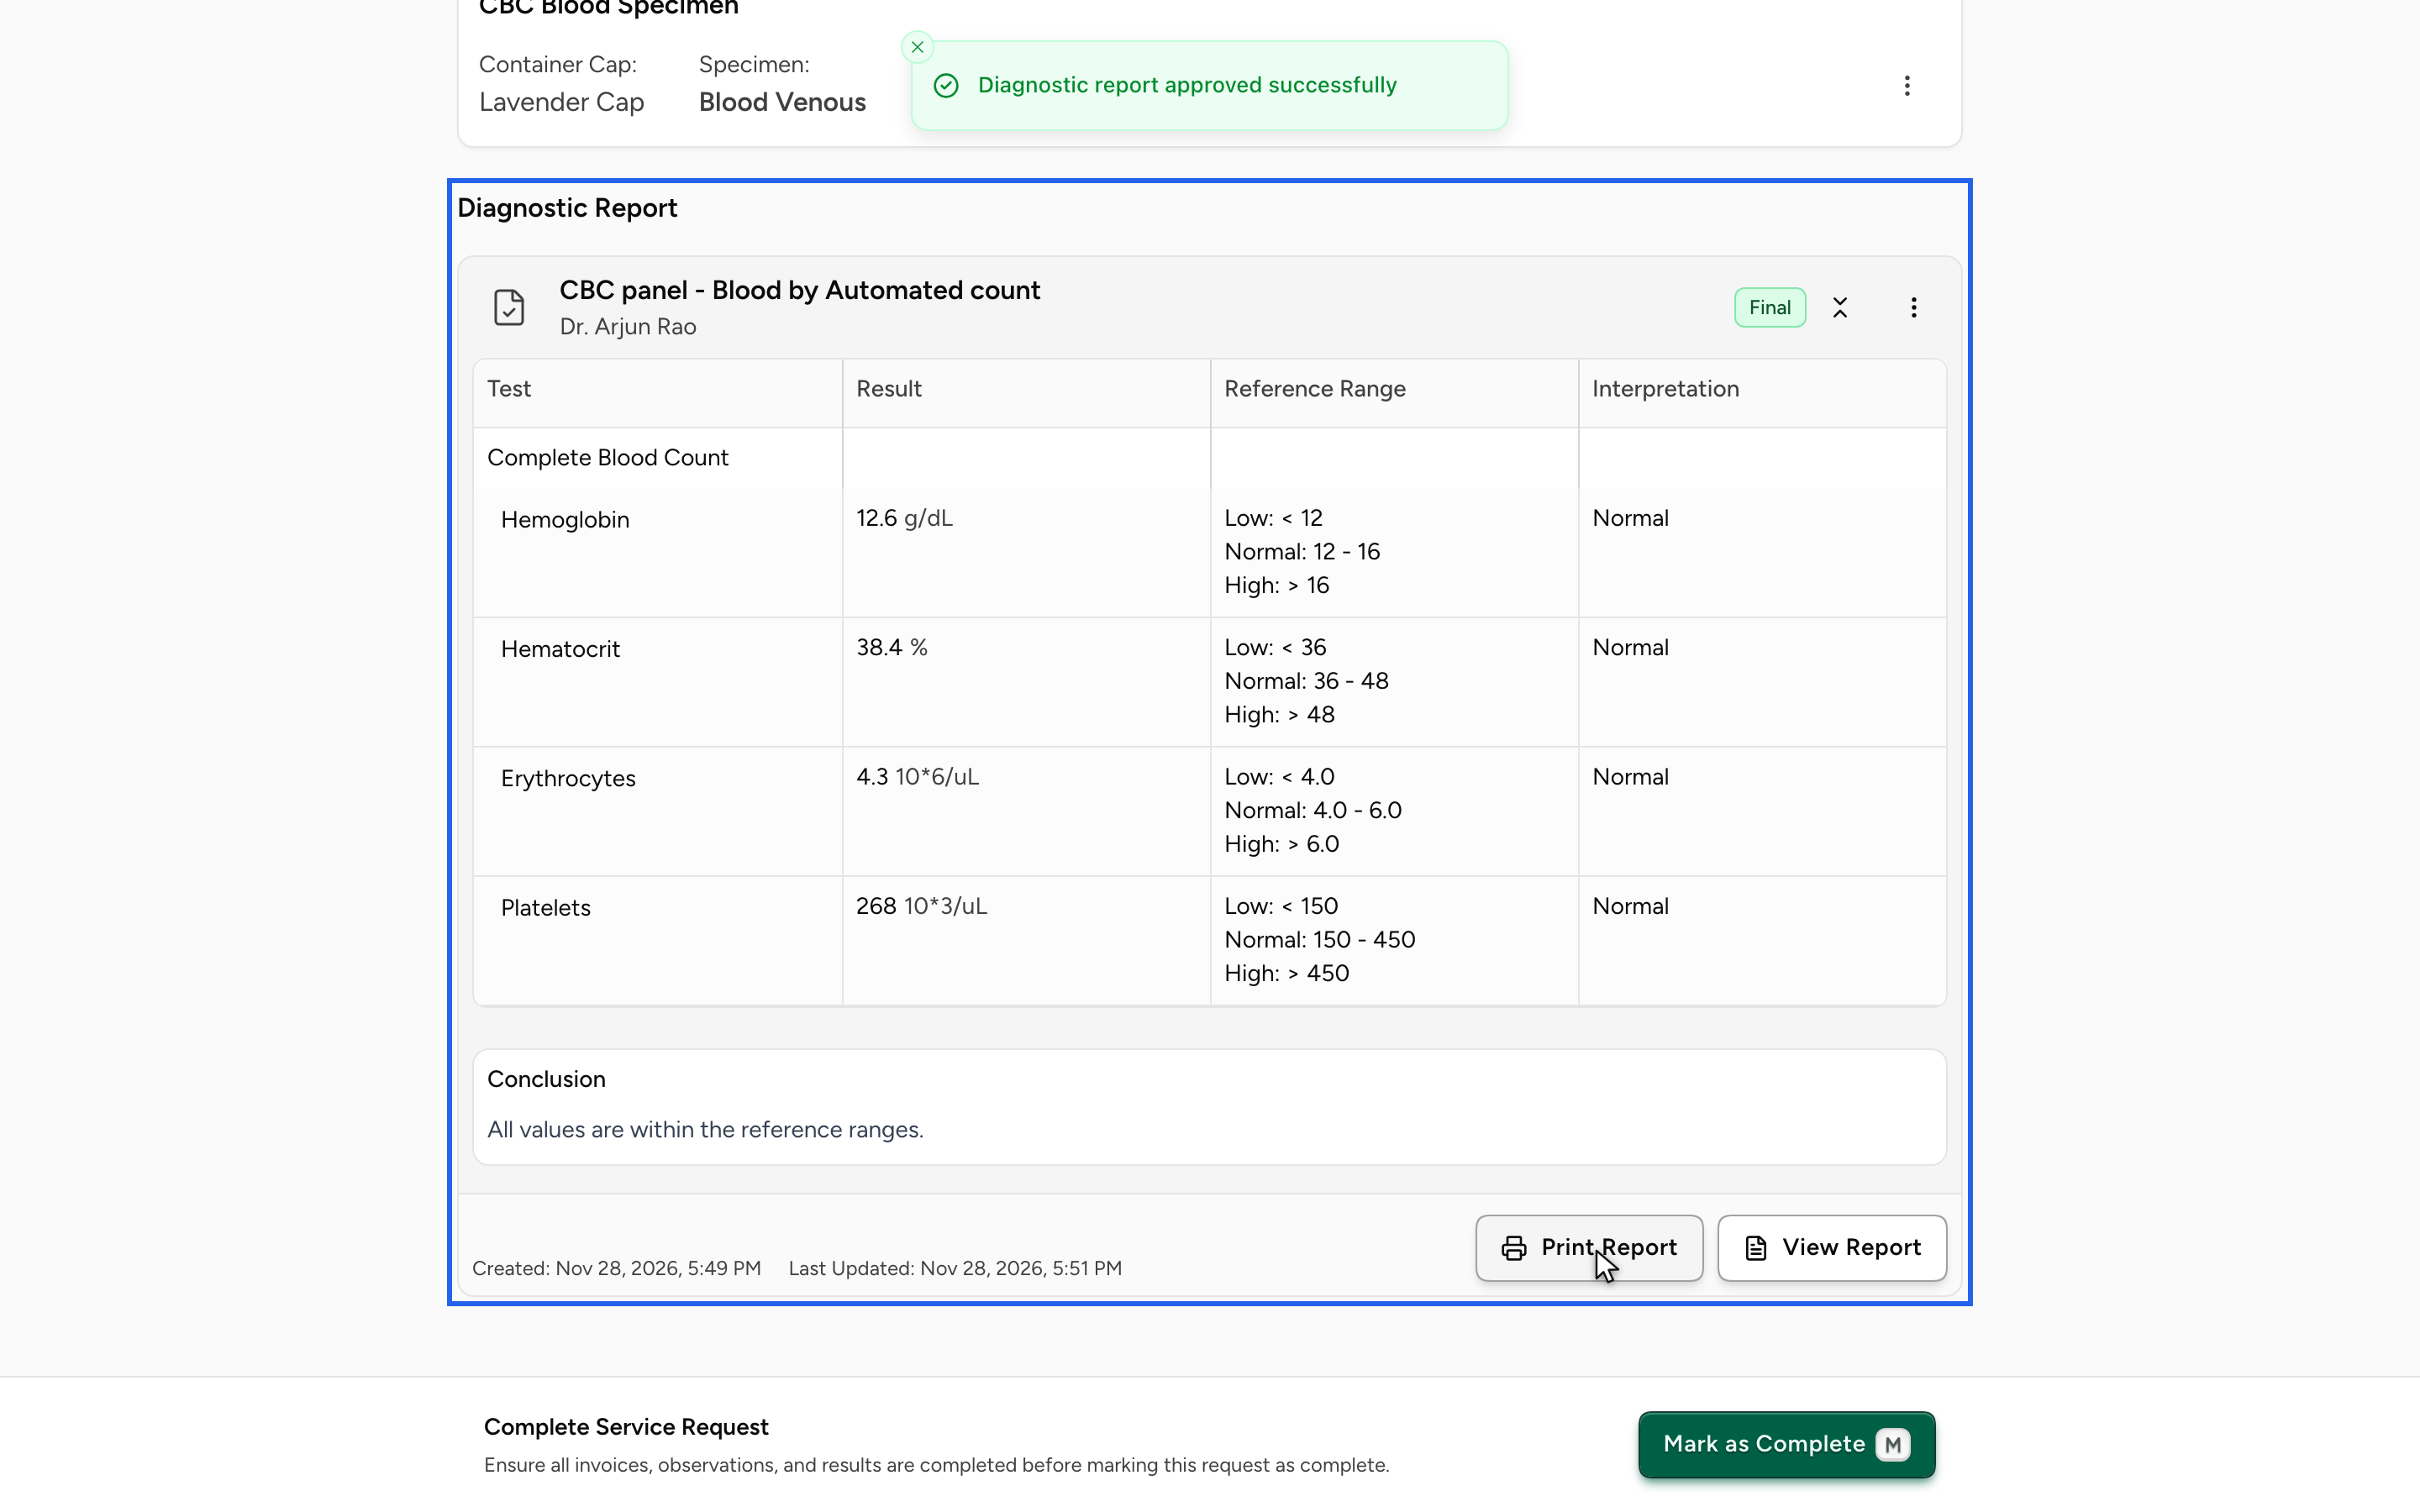 CBC Blood Specimen
Container Cap: Specimen:
Lavender Cap Blood Venous
Diagnostic report approved successfully
Diagnostic Report
CBC panel - Blood by Automated count
Dr. Arjun Rao
Final
Test Result Reference Range Interpretation
Complete Blood Count
Hemoglobin 12.6 g/dL Low: < 12 Normal
Normal: 12 - 16
High: > 16
Hematocrit 38.4 % Low: < 36 Normal
Normal: 36 - 48
High: > 48
Erythrocytes 4.3 10*6/uL Low: < 4.0 Normal
Normal: 4.0 - 6.0
High: > 6.0
Platelets 268 10*3/uL Low: < 150 Normal
Normal: 150 - 450
High: > 450
Conclusion
All values are within the reference ranges.
Created: Nov 28, 2026, 5:49 PM Last Updated: Nov 28, 2026, 5:51 PM
Print Report View Report
Complete Service Request
Ensure all invoices, observations, and results are completed before marking this request as complete.
Mark as Complete M